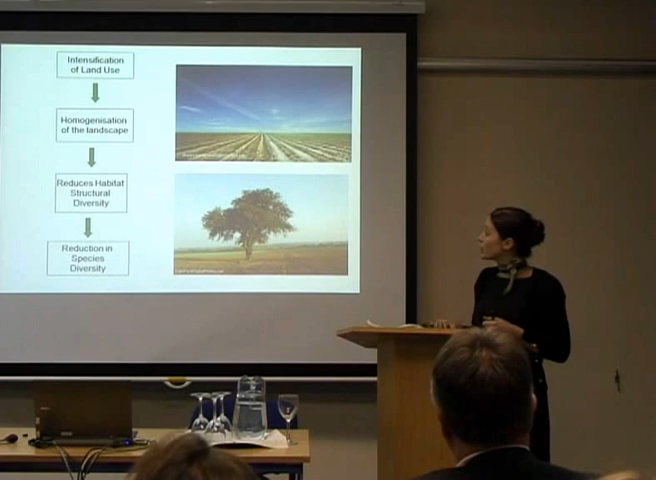 Intensification
of Land Use
Homogenisation
of the landscape
Reduces Habitat
Structural
Diversity
Reduction in
Species
Diversity